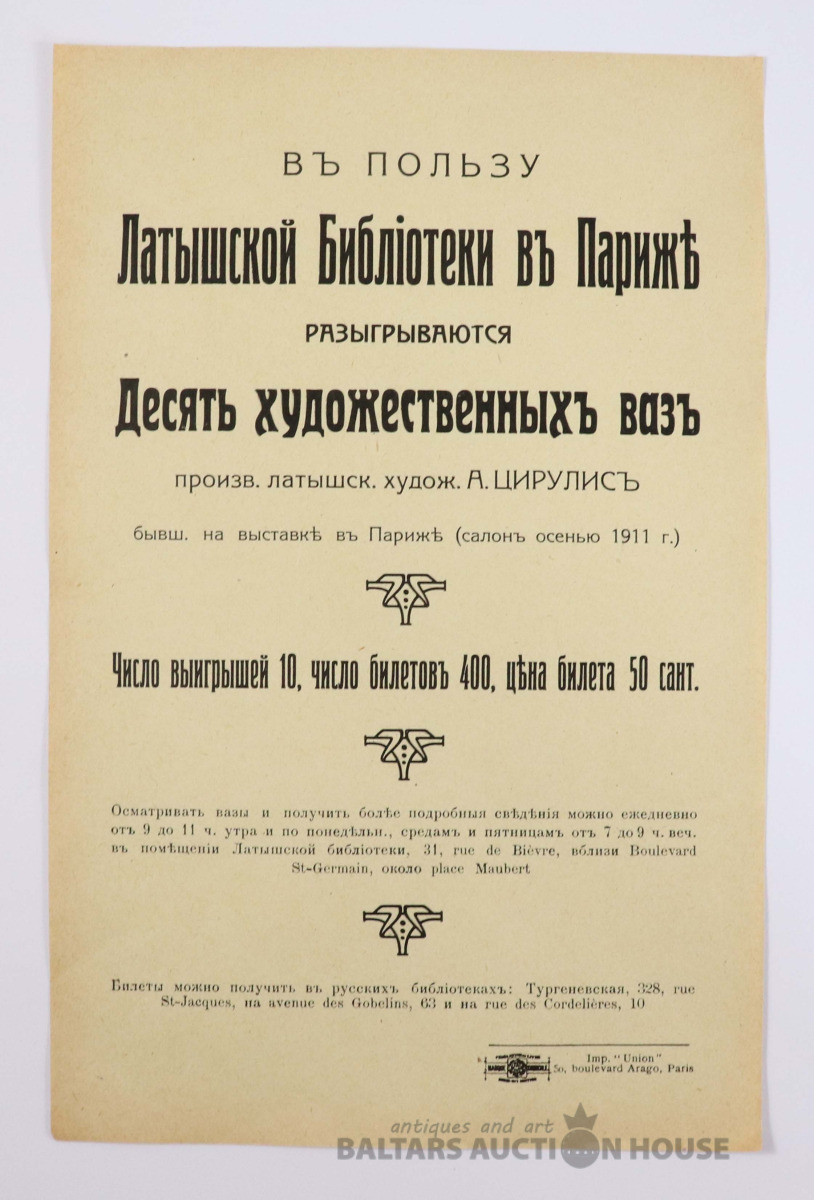 ВЪ ПОЛЬЗУ
Латышской Библіотеки въ Парижѣ
РАЗЫГРЫВАЮТСЯ
Десять художественныхъ вазъ
произв. латышск. худож. А. ЦИРУЛИСЪ
бывш. на выставкѣ въ Парижѣ (салонъ осенью 1911 г.)
Число выигрышей 10, число билетовъ 400, цѣна билета 50 сант.
Осматривать вазы и получить болѣе подробныя свѣдѣнія можно ежедневно
отъ 9 до 11 ч. утра и по понедѣльн., средамъ и пятницамъ отъ 7 до 9 ч. веч.
въ помѣщеніи Латышской библіотеки, 31, rue de Bièvre, вблизи Boulevard
St-Germain, около place Maubert
Билеты можно получить въ русскихъ библіотекахъ: Тургеневская, 328, rue
St-Jacques, на avenue des Gobelins, 63 и на rue des Cordelières, 10
Imp. "Union"
50, boulevard Arago, Paris
antiques and art
BALTARS AUCTION HOUSE